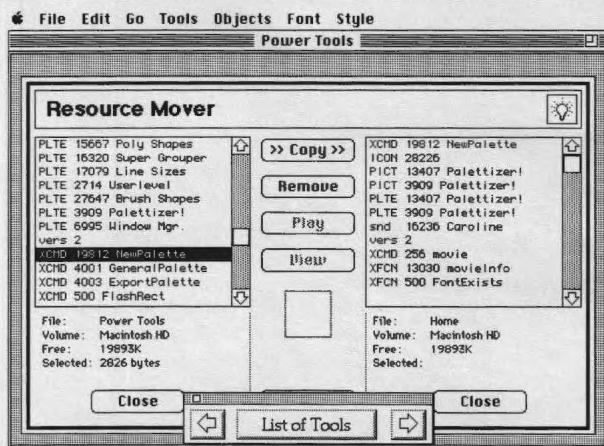 File Edit Go Tools Objects Font Style
Power Tools
Resource Mover
PLTE 15667 Poly Shapes
PLTE 16320 Super Grouper
PLTE 17079 Line Sizes
PLTE 2714 Userlevel
PLTE 27647 Brush Shapes
PLTE 3909 Palettizer!
PLTE 6995 Window Mgr.
vers 2
XCMD 19812 NewPalette
XCMD 4001 GeneralPalette
XCMD 4003 ExportPalette
XCMD 500 FlashRect
File: Power Tools
Volume: Macintosh HD
Free: 19893K
Selected: 2826 bytes
Close
>> Copy >>
Remove
Play
View
XCMD 19812 NewPalette
ICON 28226
PICT 13407 Palettizer!
PICT 3909 Palettizer!
PLTE 13407 Palettizer!
PLTE 3909 Palettizer!
snd 16236 Caroline
vers 2
XCMD 256 movie
XFCN 13030 movieInfo
XFCN 500 FontExists
File: Home
Volume: Macintosh HD
Free: 19893K
Selected:
Close
List of Tools